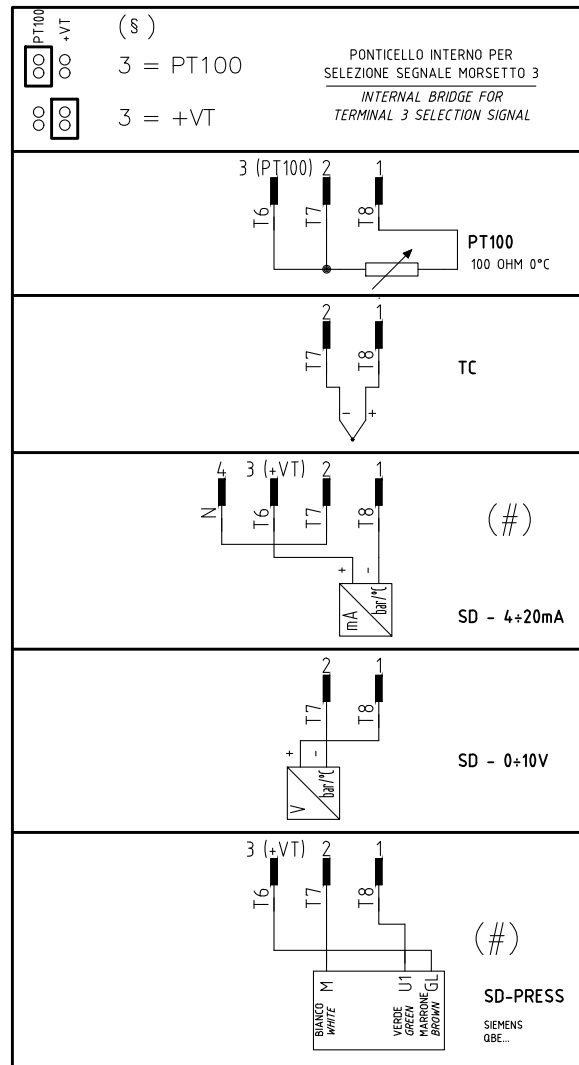 PT100
+VT
(§)
3 = PT100
3 = +VT
PONTICELLO INTERNO PER
SELEZIONE SEGNALE MORSETTO 3
INTERNAL BRIDGE FOR
TERMINAL 3 SELECTION SIGNAL
3 (PT100) 2 1
T6 T7 T8
PT100
100 OHM 0°C
2 1
T7 T8
- +
TC
4 3 (+VT) 2 1
N T6 T7 T8
(#)
+ -
mA bar/°C
SD - 4÷20mA
2 1
T7 T8
+ -
V bar/°C
SD - 0÷10V
3 (+VT) 2 1
T6 T7 T8
(#)
M U1 GL
BIANCO
WHITE
VERDE
GREEN
MARRONE
BROWN
SD-PRESS
SIEMENS
QBE...